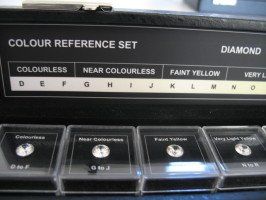 COLOUR REFERENCE SET DIAMOND
COLOURLESS NEAR COLOURLESS FAINT YELLOW VERY L
D E F G H I J K L M N O
Colourless Near Colourless Faint Yellow Very Light Yellow
D to F G to J N to R